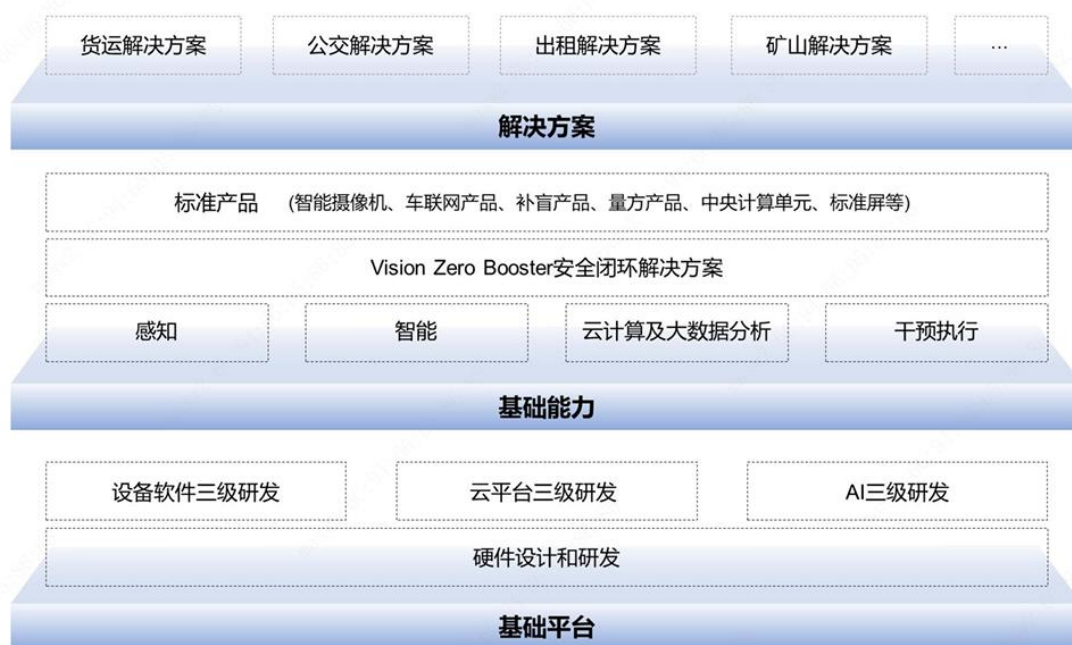 货运解决方案 公交解决方案 出租解决方案 矿山解决方案 ...
解决方案
标准产品 (智能摄像机、车联网产品、补盲产品、量方产品、中央计算单元、标准屏等)
Vision Zero Booster安全闭环解决方案
感知 智能 云计算及大数据分析 干预执行
基础能力
设备软件三级研发 云平台三级研发 AI三级研发
硬件设计和研发
基础平台